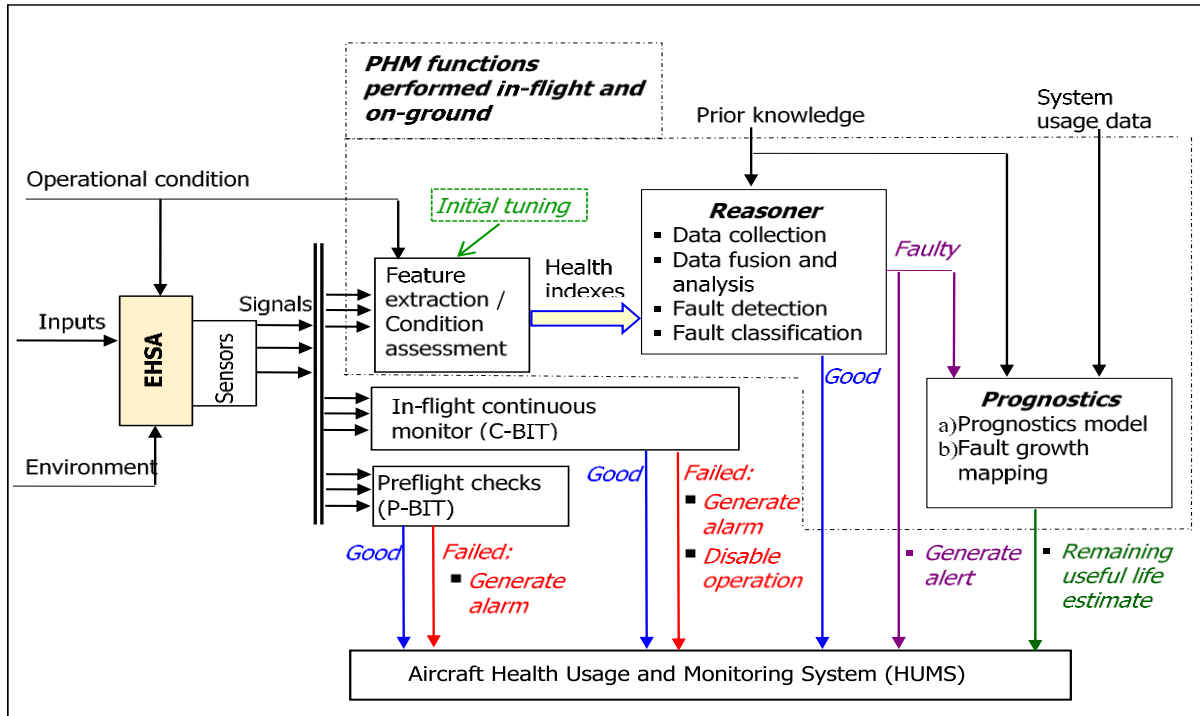 PHM functions
performed in-flight and
on-ground
Prior knowledge
System
usage data
Operational condition
Initial tuning
Reasoner
▪ Data collection
▪ Data fusion and
analysis
▪ Fault detection
▪ Fault classification
Faulty
Feature
extraction /
Condition
assessment
Health
indexes
Signals
Inputs
EHSA
Sensors
Good
Prognostics
a)Prognostics model
b)Fault growth
mapping
In-flight continuous
monitor (C-BIT)
Environment
Preflight checks
(P-BIT)
Good
Failed:
▪ Generate
alarm
▪ Disable
operation
Good
Failed:
▪ Generate
alarm
▪ Generate
alert
▪ Remaining
useful life
estimate
Aircraft Health Usage and Monitoring System (HUMS)